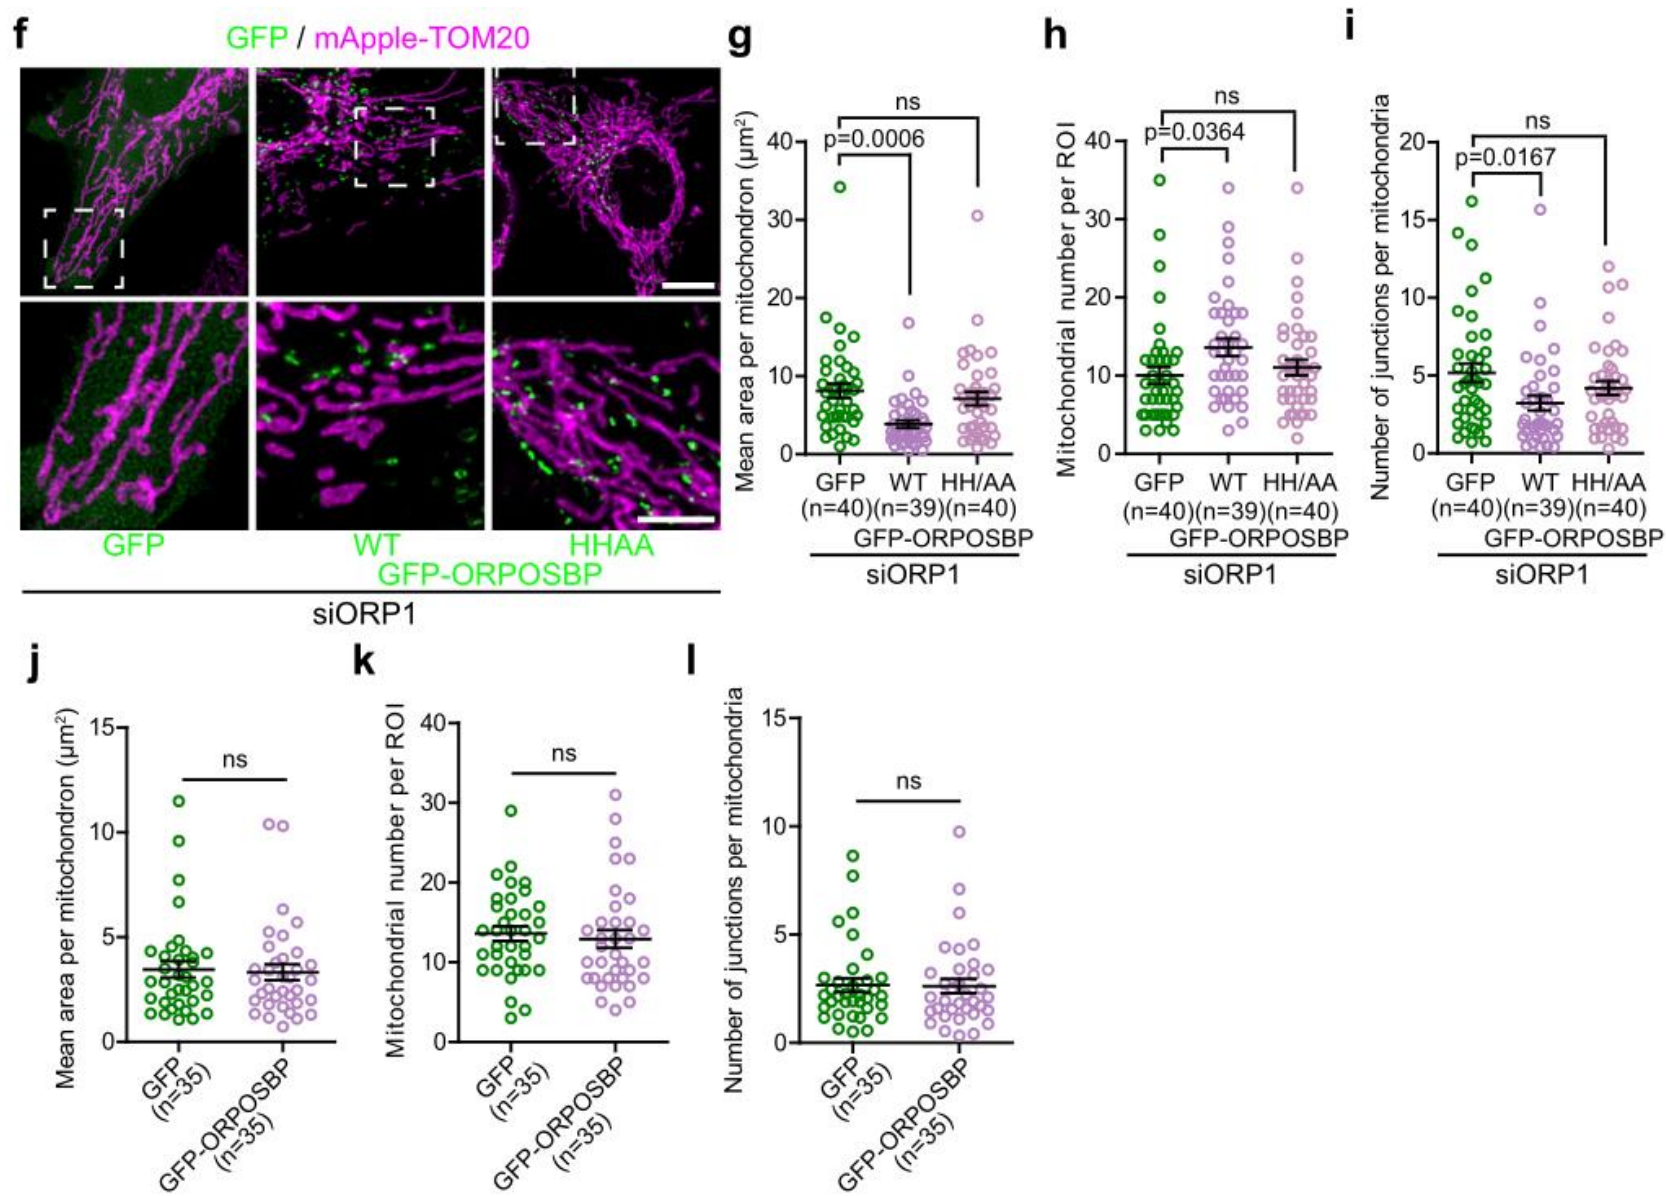 f
GFP / mApple-TOM20
GFP
WT
HHAA
GFP-ORPOSBP
siORP1
g
Mean area per mitochondron (µm²)
ns
p=0.0006
40
30
20
10
0
GFP WT HH/AA
(n=40)(n=39)(n=40)
GFP-ORPOSBP
siORP1
h
Mitochondrial number per ROI
ns
p=0.0364
40
30
20
10
0
GFP WT HH/AA
(n=40)(n=39)(n=40)
GFP-ORPOSBP
siORP1
i
Number of junctions per mitochondria
ns
p=0.0167
20
15
10
5
0
GFP WT HH/AA
(n=40)(n=39)(n=40)
GFP-ORPOSBP
siORP1
j
Mean area per mitochondron (µm²)
ns
15
10
5
0
GFP
(n=35)
GFP-ORPOSBP
(n=35)
k
Mitochondrial number per ROI
ns
40
30
20
10
0
GFP
(n=35)
GFP-ORPOSBP
(n=35)
l
Number of junctions per mitochondria
ns
15
10
5
0
GFP
(n=35)
GFP-ORPOSBP
(n=35)